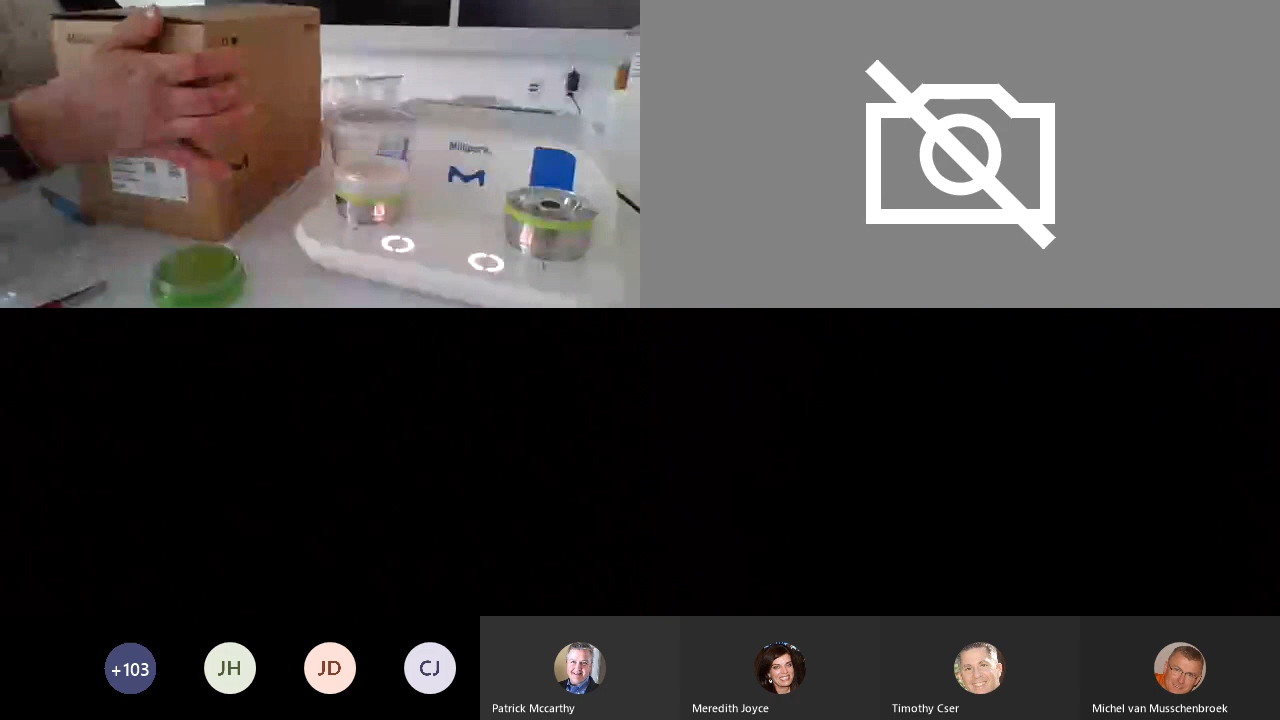 Millipore
+103
JH
JD
CJ
Patrick Mccarthy
Meredith Joyce
Timothy Cser
Michel van Musschenbroek